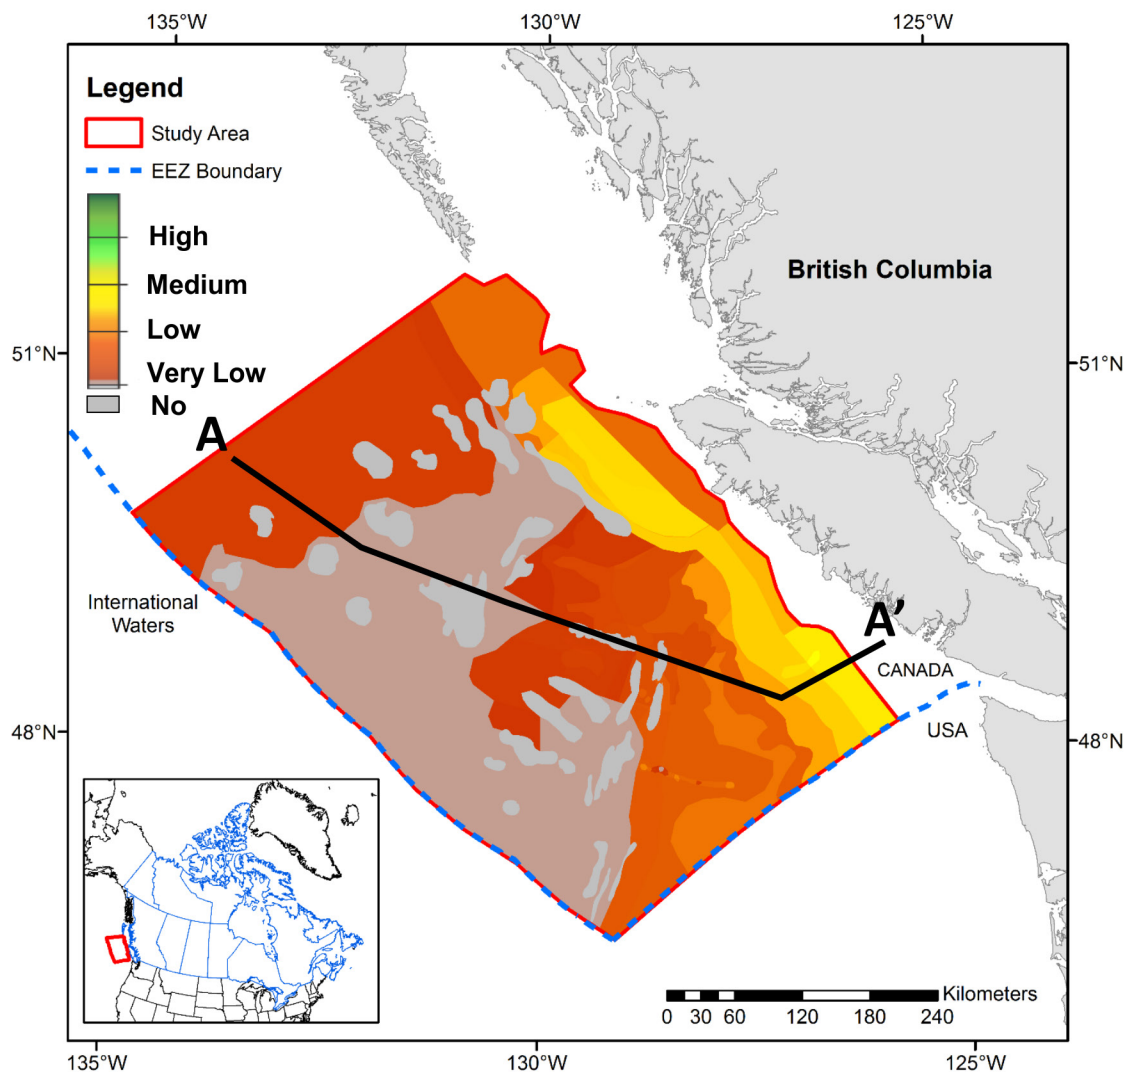 135°W 130°W 125°W
Legend
Study Area
EEZ Boundary
High
Medium
Low
Very Low
No
British Columbia
51°N 51°N
A
International
Waters
A’
CANADA
USA
48°N 48°N
Kilometers
0 30 60 120 180 240
135°W 130°W 125°W